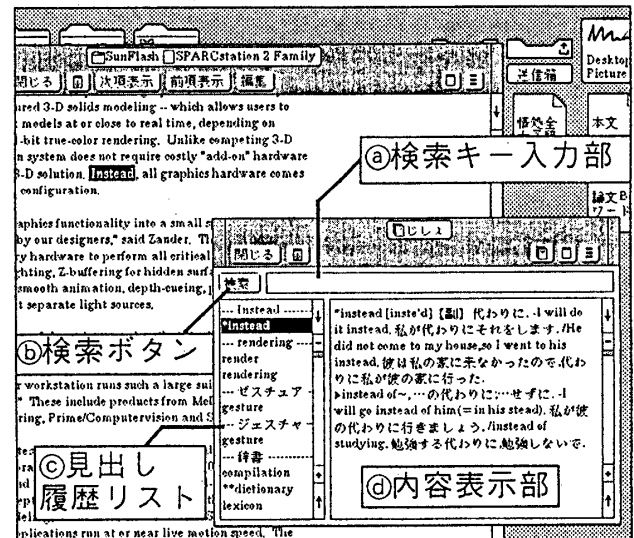 SunFlash SPARCstation 2 Family
閉じる 次項表示 前項表示 編集
送信箱
Desktop
Picture
本文
悟処全
論文B
ワード
ured 3-D solids modeling -- which allows users to
models at or close to real time, depending on
-bit true-color rendering. Unlike competing 3-D
n system does not require costly "add-on" hardware
3-D solution. Instead, all graphics hardware comes
configuration.
aphics functionality into a small s
by our designers," said Zander. Th
ry hardware to perform all critical
ghting, Z-buffering for hidden surf
smooth animation, depth-cueing,
t separate light sources.
r workstation runs such a large sui
" These include products from Mc
ring, Prime/Computervision and S
plications run at or near live motion speed. The
ⓐ検索キー入力部
ⓑ検索ボタン
ⓒ見出し
履歴リスト
ⓓ内容表示部
じしょ
閉じる
検索
--- Instead ---
*instead
--- rendering ---
render
rendering
--- ゼスチュア -
gesture
--- ジェスチャ -
gesture
--- 辞書 ---
compilation
**dictionary
lexicon
*instead [inste'd] 【副】 代わりに. -I will do
it instead. 私が代わりにそれをします. /He
did not come to my house, so I went to his
instead. 彼は私の家に来なかったので, 代わ
りに私が彼の家に行った.
▶instead of~, …の代わりに; …せずに. -I
will go instead of him(= in his stead). 私が彼
の代わりに行きましょう. /instead of
studying. 勉強する代わりに, 勉強しないで.